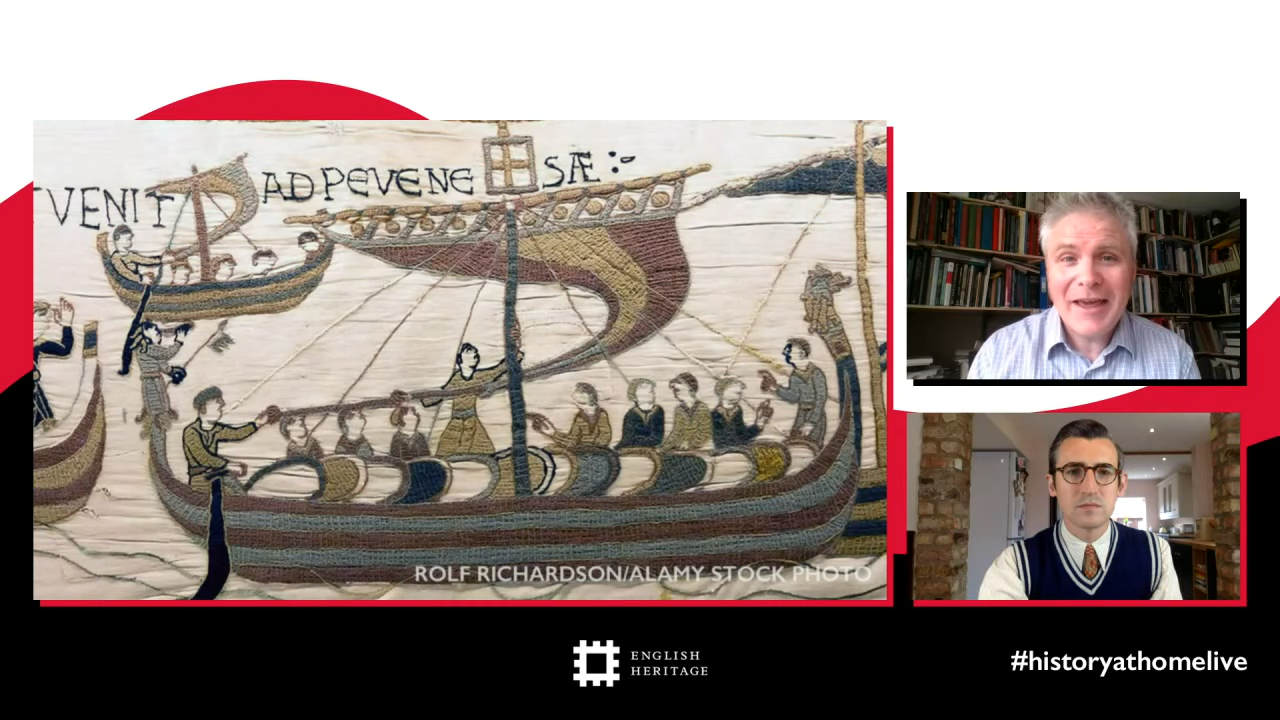 VENIT AD PEVENE SÆ:-
ROLF RICHARDSON/ALAMY STOCK PHOTO
ENGLISH
HERITAGE
#historyathomelive